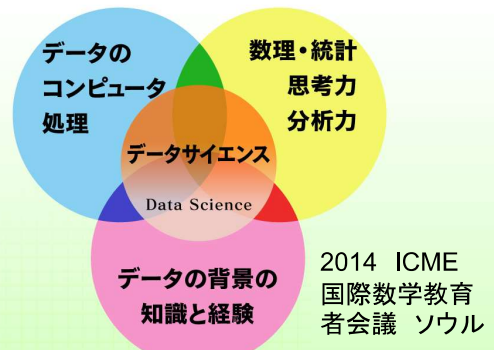 データの
コンピュータ
処理
数理・統計
思考力
分析力
データサイエンス
Data Science
データの背景の
知識と経験
2014 ICME
国際数学教育
者会議 ソウル